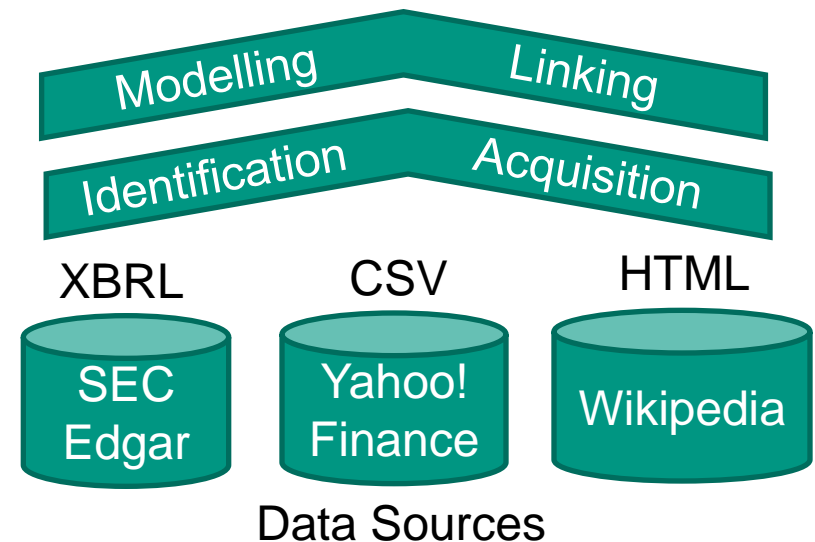 Modelling Linking
Identification Acquisition
XBRL CSV HTML
SEC
Edgar
Yahoo!
Finance
Wikipedia
Data Sources